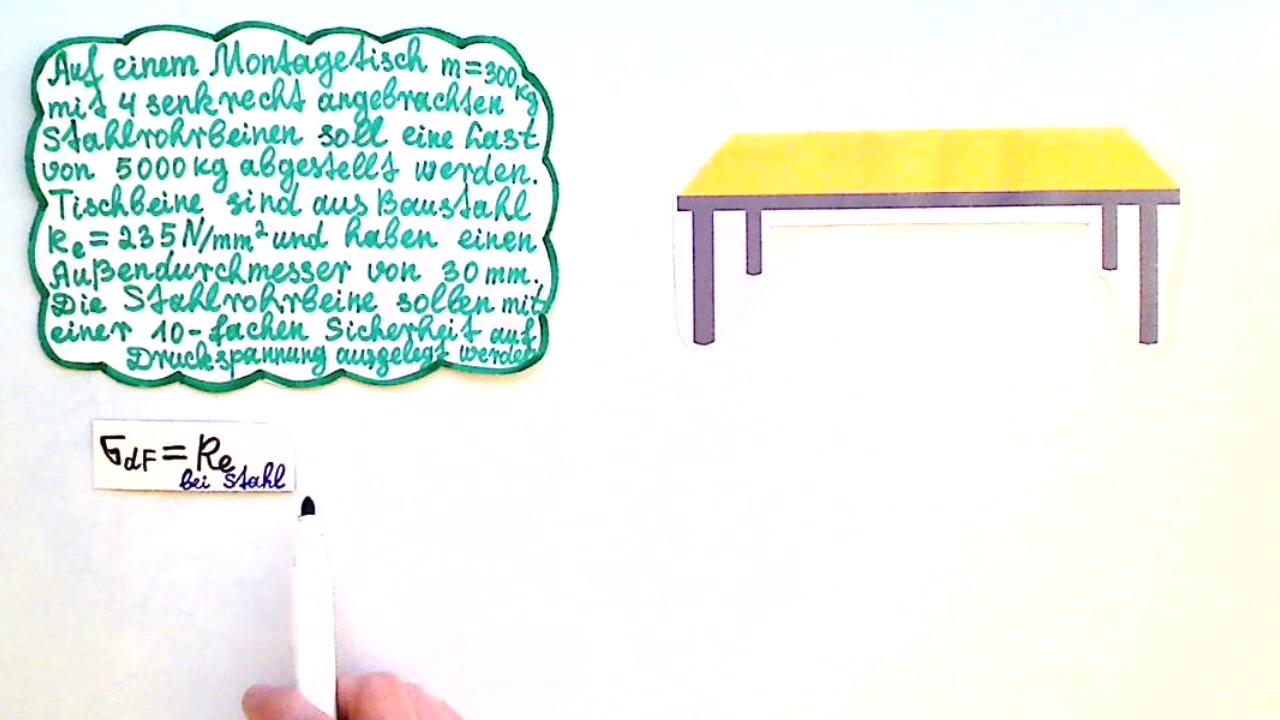 Auf einem Montagetisch m=300kg
mit 4 senkrecht angebrachten
Stahlrohrbeinen soll eine Last
von 5000 kg abgestellt werden.
Tischbeine sind aus Baustahl
Re=235 N/mm² und haben einen
Außendurchmesser von 30 mm.
Die Stahlrohrbeine sollen mit
einer 10-fachen Sicherheit auf
Druckspannung ausgelegt werden
σdF = Re
bei Stahl